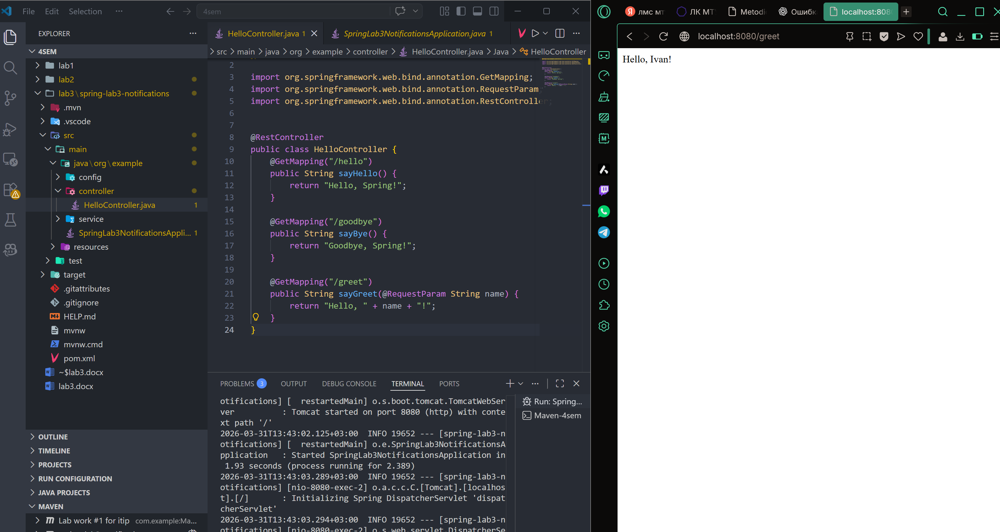 File Edit Selection ···
4sem
EXPLORER ···
4SEM
lab1
lab2
lab3\spring-lab3-notifications
.mvn
.vscode
src
main
java\org\example
config
controller
HelloController.java 1
service
SpringLab3NotificationsAppli... 1
resources
test
target
.gitattributes
.gitignore
HELP.md
mvnw
mvnw.cmd
pom.xml
~$lab3.docx
lab3.docx
OUTLINE
TIMELINE
PROJECTS
RUN CONFIGURATION
JAVA PROJECTS
MAVEN
Lab work #1 for itip com.example:Ma...
HelloController.java 1
SpringLab3NotificationsApplication.java 1
src > main > java > org > example > controller > HelloController.java > Java > HelloController
2
3 import org.springframework.web.bind.annotation.GetMapping;
4 import org.springframework.web.bind.annotation.RequestParam;
5 import org.springframework.web.bind.annotation.RestController;
6
7
8 @RestController
9 public class HelloController {
10 @GetMapping("/hello")
11 public String sayHello() {
12 return "Hello, Spring!";
13 }
14
15 @GetMapping("/goodbye")
16 public String sayBye() {
17 return "Goodbye, Spring!";
18 }
19
20 @GetMapping("/greet")
21 public String sayGreet(@RequestParam String name) {
22 return "Hello, " + name + "!";
23 }
24 }
PROBLEMS 3 OUTPUT DEBUG CONSOLE TERMINAL PORTS
otifications] [  restartedMain] o.s.boot.tomcat.TomcatWebSer
ver          : Tomcat started on port 8080 (http) with conte
xt path '/'
2026-03-31T13:43:02.125+03:00  INFO 19652 --- [spring-lab3-n
otifications] [  restartedMain] o.e.SpringLab3NotificationsA
pplication   : Started SpringLab3NotificationsApplication in
 1.93 seconds (process running for 2.389)
2026-03-31T13:43:03.289+03:00  INFO 19652 --- [spring-lab3-n
otifications] [nio-8080-exec-2] o.a.c.c.C.[Tomcat].[localhos
t].[/]       : Initializing Spring DispatcherServlet 'dispat
cherServlet'
2026-03-31T13:43:03.294+03:00  INFO 19652 --- [spring-lab3-n
otifications] [nio-8080-exec-2] o.s.web.servlet.DispatcherSe
Run: Spring...
Maven-4sem
Я лмс мт
ЛК МТ
Metodi
Ошибк
localhost:808
localhost:8080/greet
Hello, Ivan!